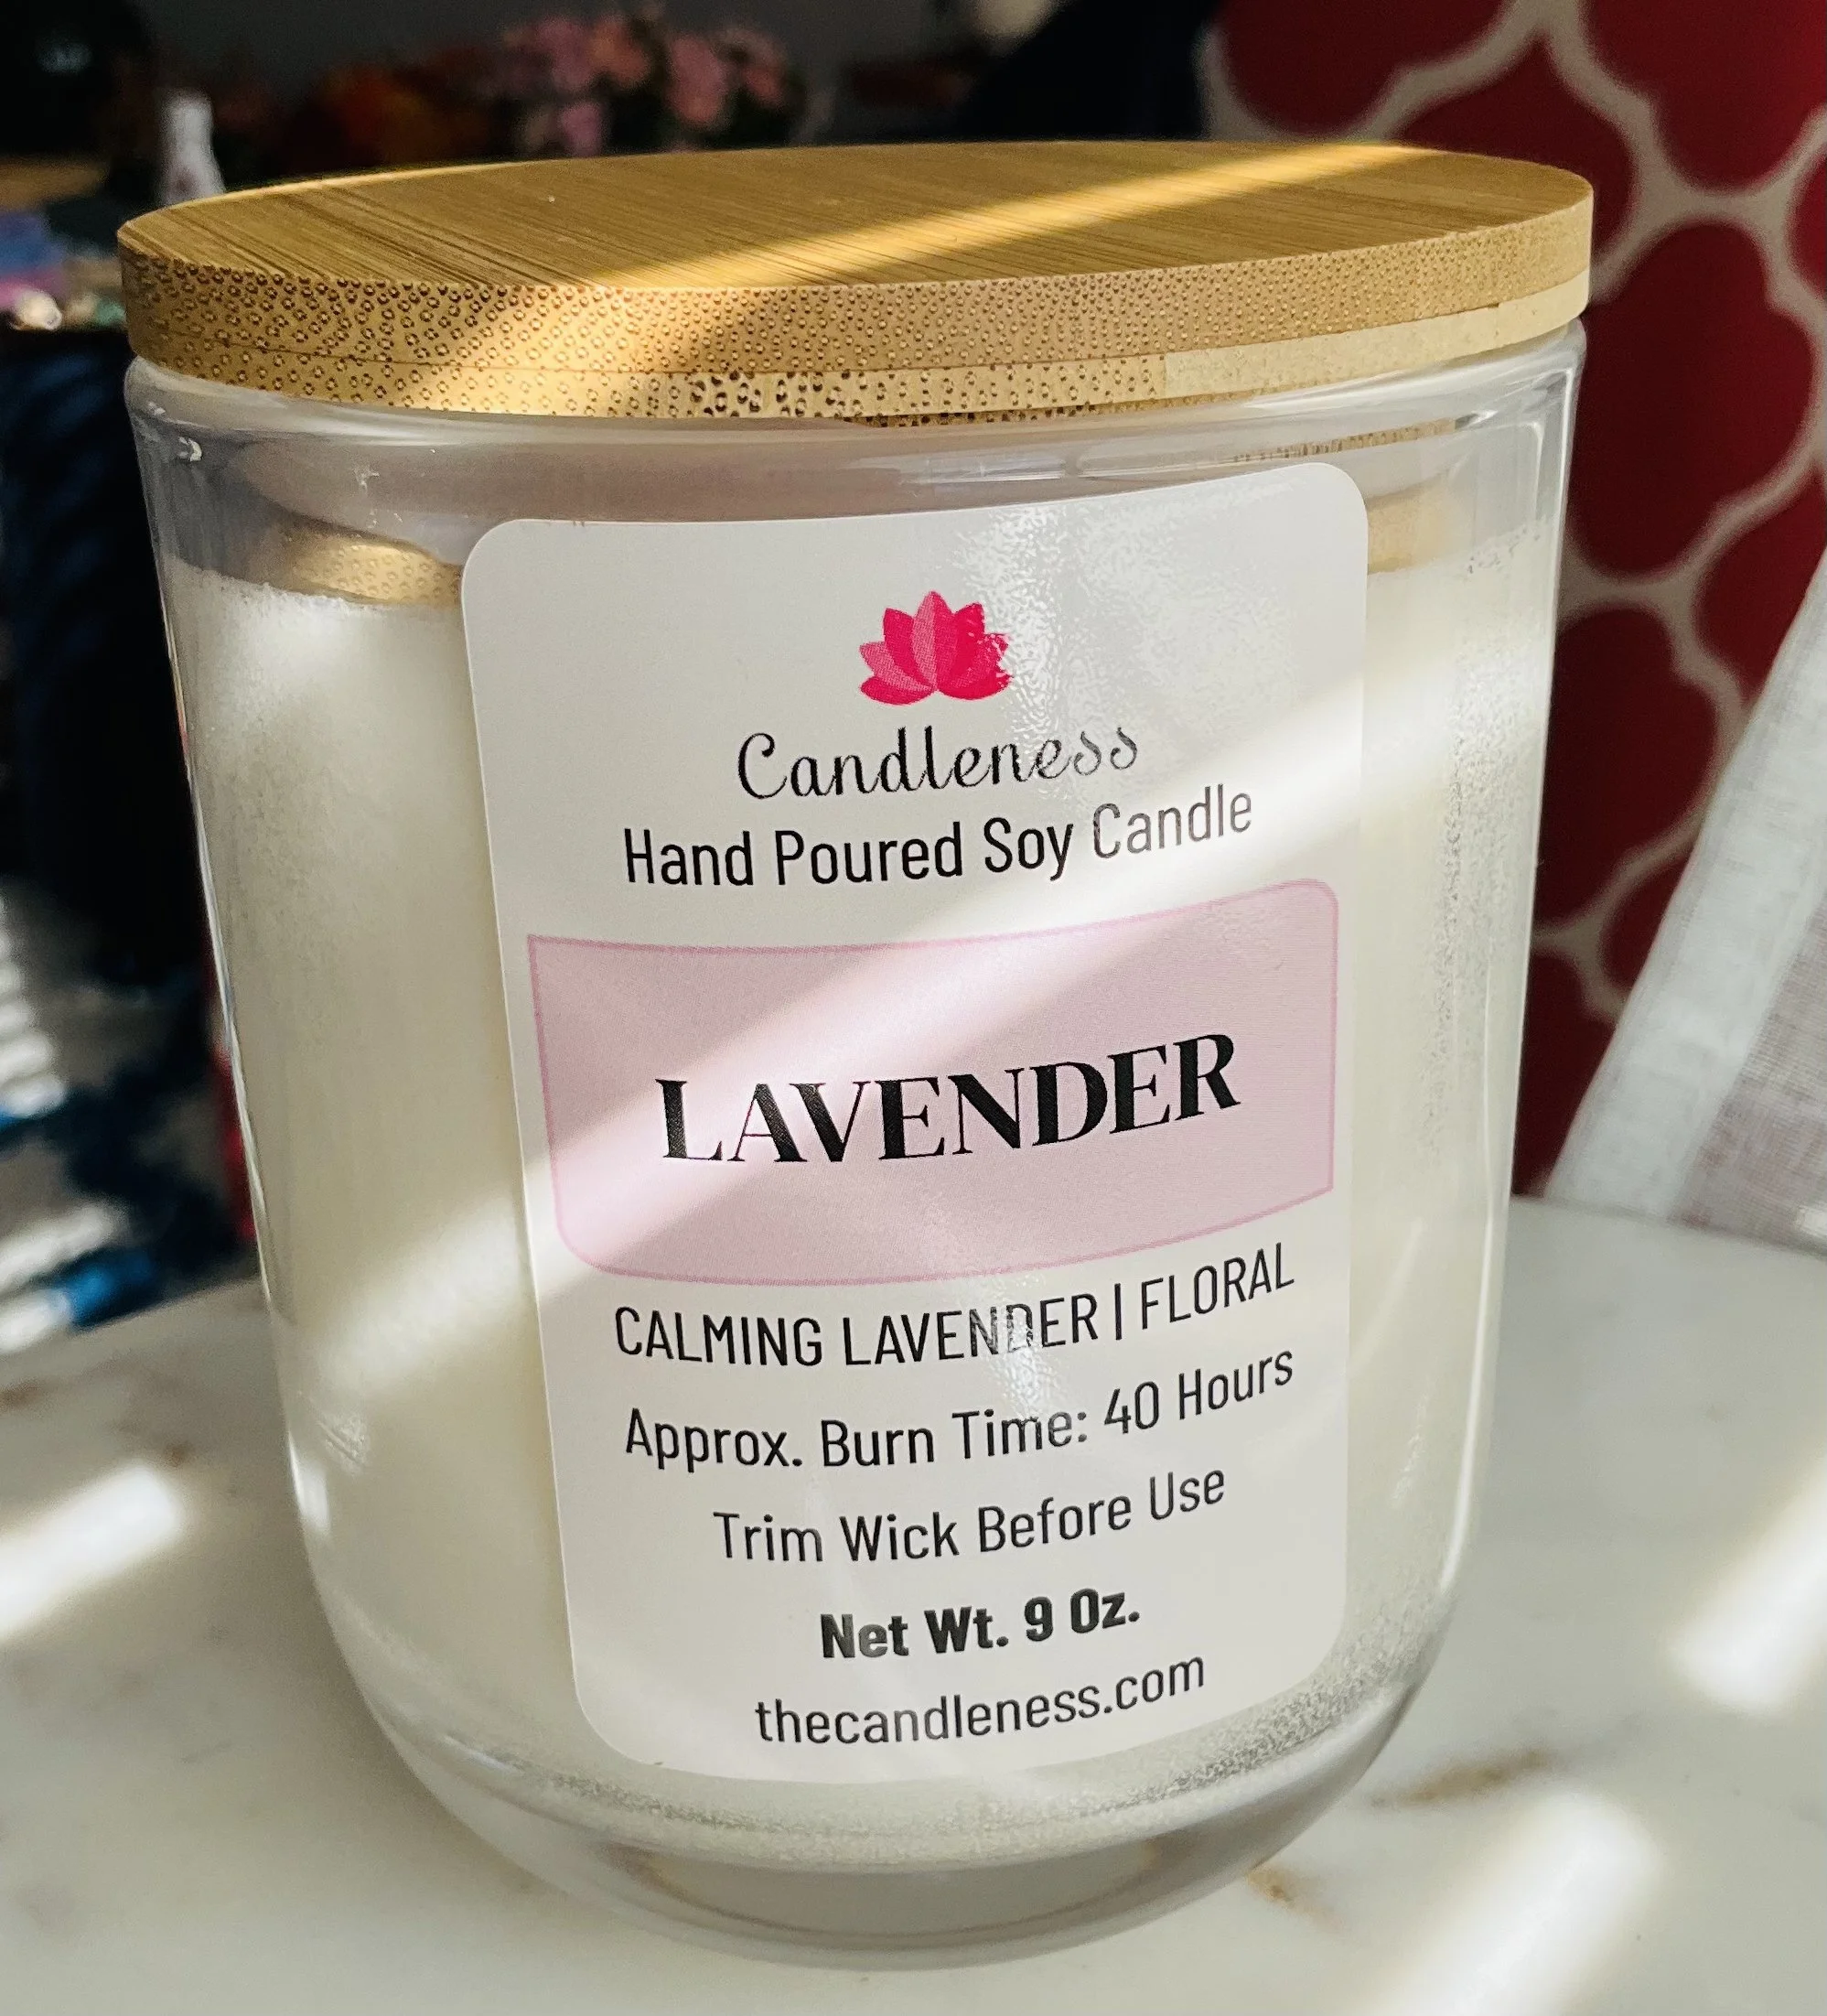 Candleness
Hand Poured Soy Candle
LAVENDER
CALMING LAVENDER | FLORAL
Approx. Burn Time: 40 Hours
Trim Wick Before Use
Net Wt. 9 Oz.
thecandleness.com